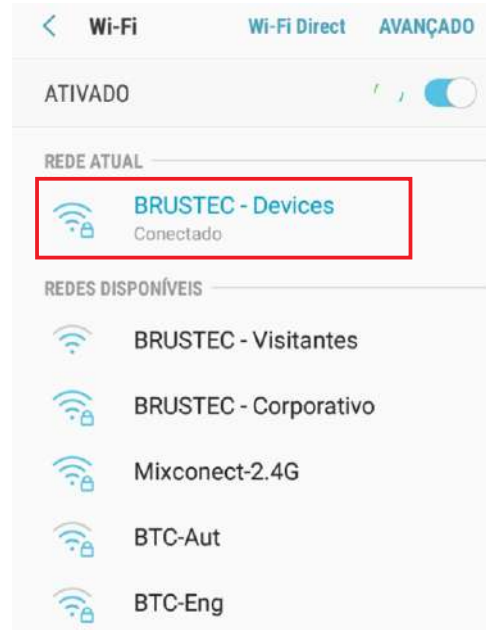 Wi-Fi Wi-Fi Direct AVANÇADO
ATIVADO
REDE ATUAL
BRUSTEC - Devices
Conectado
REDES DISPONÍVEIS
BRUSTEC - Visitantes
BRUSTEC - Corporativo
Mixconect-2.4G
BTC-Aut
BTC-Eng